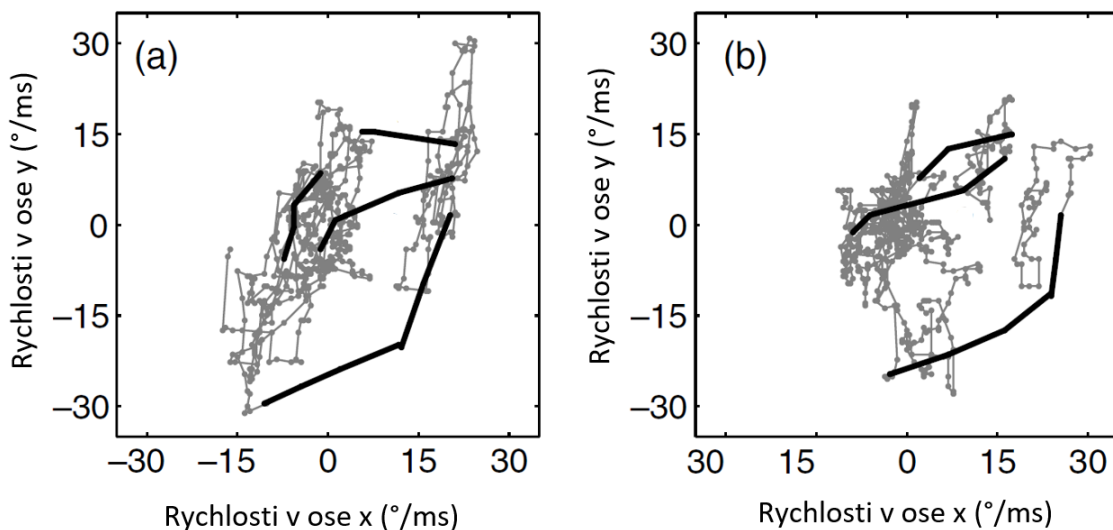 (a)
30
15
0
−15
−30
−30 −15 0 15 30
Rychlosti v ose y (°/ms)
Rychlosti v ose x (°/ms)
(b)
30
15
0
−15
−30
30 15 0 15 30
Rychlosti v ose y (°/ms)
Rychlosti v ose x (°/ms)